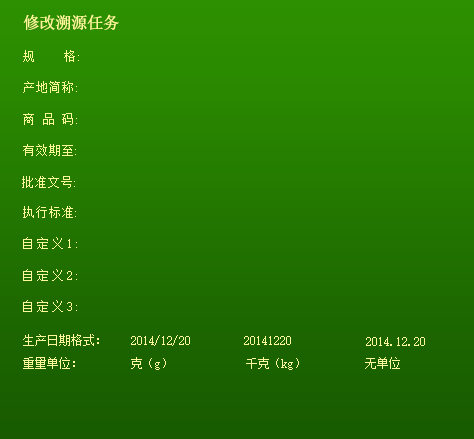 修改溯源任务
规 格:
产地简称:
商 品 码:
有效期至:
批准文号:
执行标准:
自定义1:
自定义2:
自定义3:
生产日期格式: 2014/12/20 20141220 2014.12.20
重量单位: 克（g） 千克（kg） 无单位